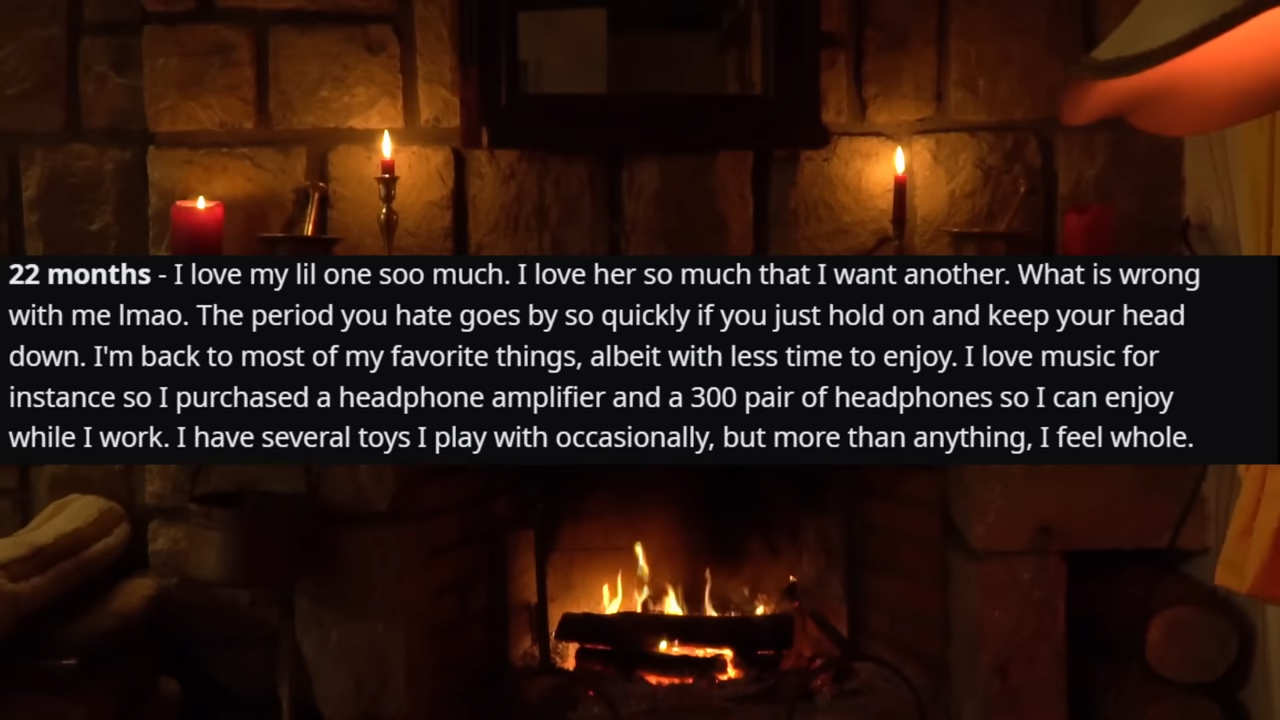 22 months - I love my lil one soo much. I love her so much that I want another. What is wrong
with me lmao. The period you hate goes by so quickly if you just hold on and keep your head
down. I'm back to most of my favorite things, albeit with less time to enjoy. I love music for
instance so I purchased a headphone amplifier and a 300 pair of headphones so I can enjoy
while I work. I have several toys I play with occasionally, but more than anything, I feel whole.